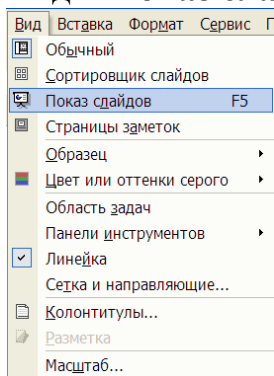 Вид Вставка Формат Сервис П
Обычный
Сортировщик слайдов
Показ слайдов F5
Страницы заметок
Образец
Цвет или оттенки серого
Область задач
Панели инструментов
Линейка
Сетка и направляющие...
Колонтитулы...
Разметка
Масштаб...